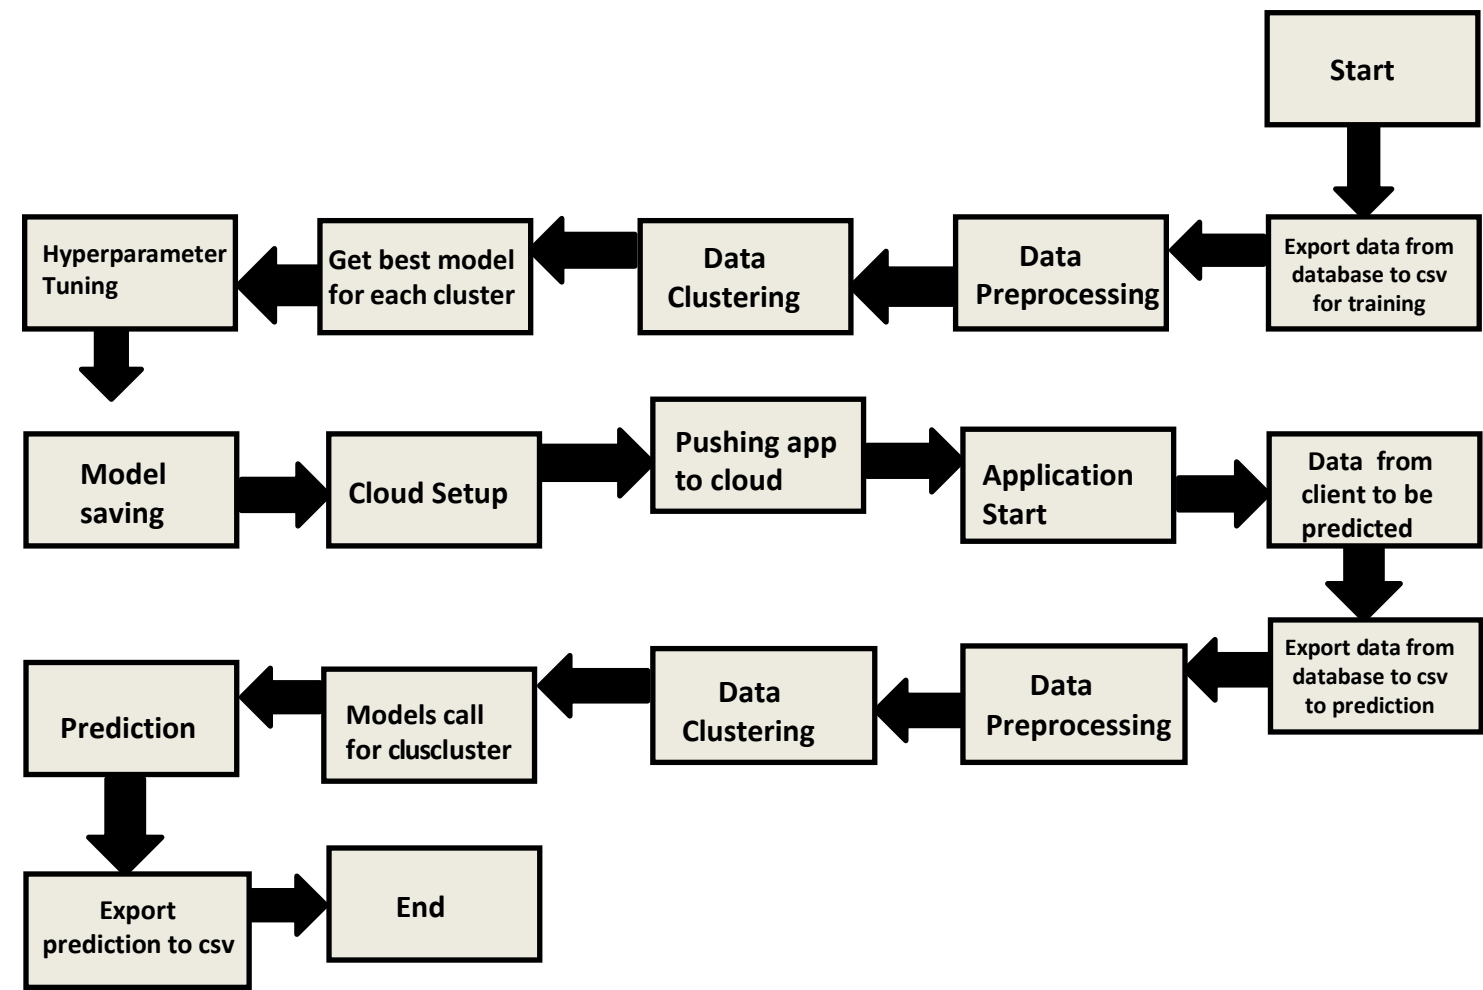 Start
Export data from
database to csv
for training
Data
Preprocessing
Data
Clustering
Get best model
for each cluster
Hyperparameter
Tuning
Model
saving
Cloud Setup
Pushing app
to cloud
Application
Start
Data from
client to be
predicted
Export data from
database to csv
to prediction
Data
Preprocessing
Data
Clustering
Models call
for cluscluster
Prediction
Export
prediction to csv
End